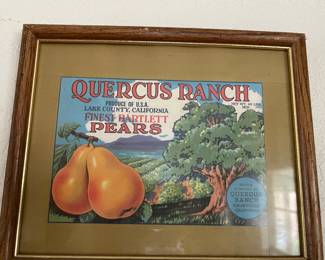 QUERCUS RANCH
PRODUCE OF U.S.A.
LAKE COUNTY, CALIFORNIA
FINEST BARTLETT
PEARS
QUERCUS
RANCH